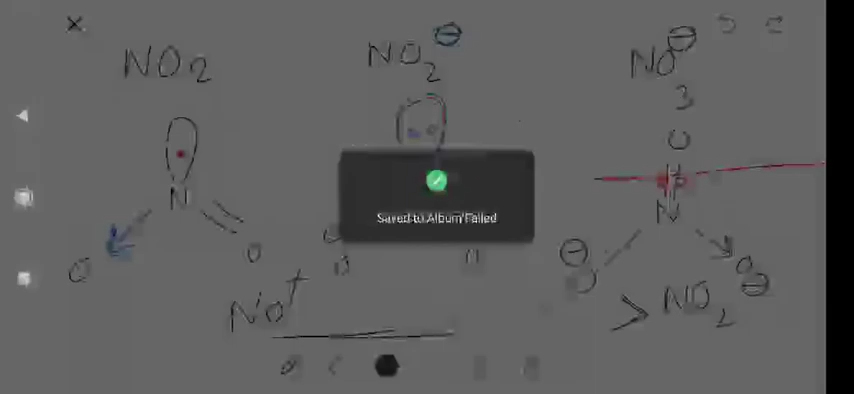 NO2
NO2⊖
NO3⊖
N
O
O
Saved to Album Failed
O
N
O
⊖
O⊖
NO+
> NO2